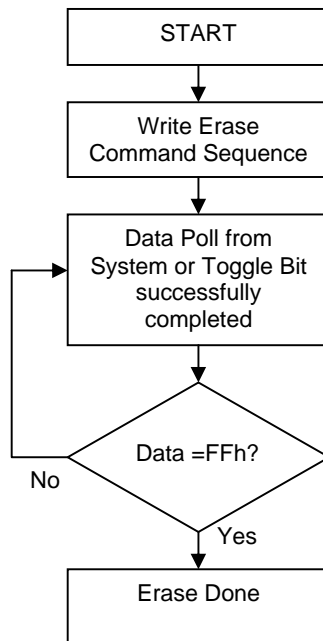 START
Write Erase
Command Sequence
Data Poll from
System or Toggle Bit
successfully
completed
Data =FFh?
No
Yes
Erase Done